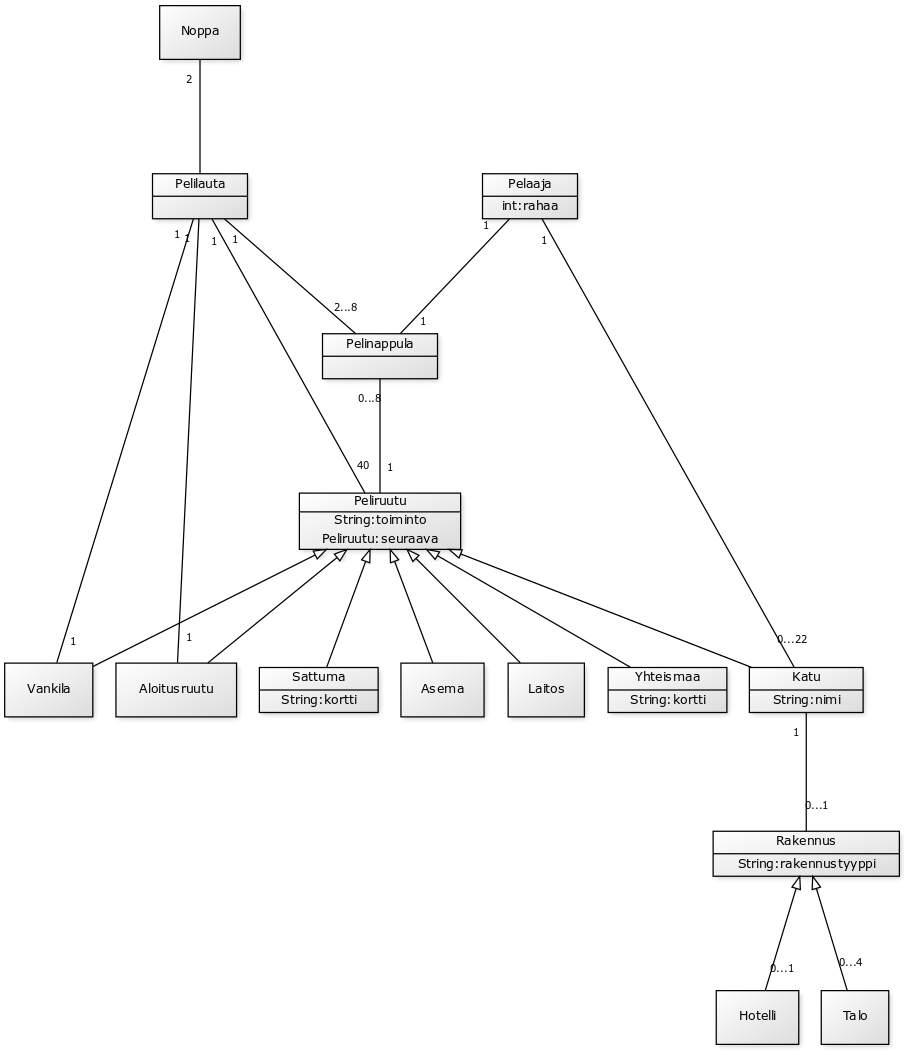 Noppa
2
Pelilauta
Pelaaja
int:rahaa
1
1
1
1
1
1
2...8
1
Pelinappula
0...8
40
1
Peliruutu
String:toiminto
Peliruutu:seuraava
1
1
0...22
Vankila
Aloitusruutu
Sattuma
String:kortti
Asema
Laitos
Yhteismaa
String:kortti
Katu
String:nimi
1
0...1
Rakennus
String:rakennustyyppi
0...1
0...4
Hotelli
Talo